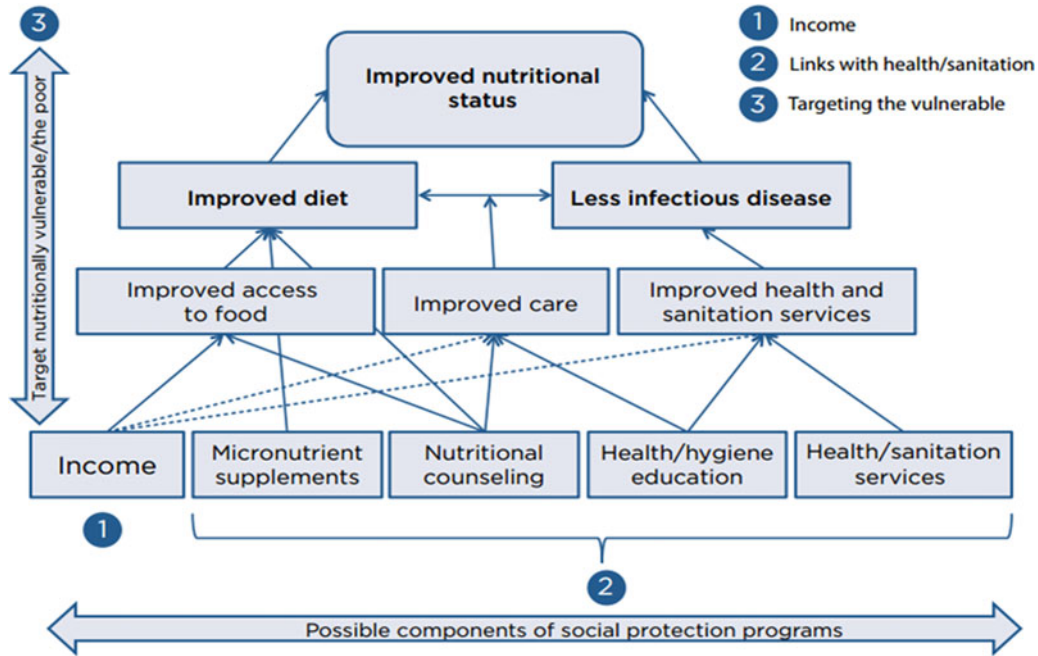 3
Target nutritionally vulnerable/the poor
1 Income
2 Links with health/sanitation
3 Targeting the vulnerable
Improved nutritional
status
Improved diet
Less infectious disease
Improved access
to food
Improved care
Improved health and
sanitation services
Income
Micronutrient
supplements
Nutritional
counseling
Health/hygiene
education
Health/sanitation
services
1
2
Possible components of social protection programs